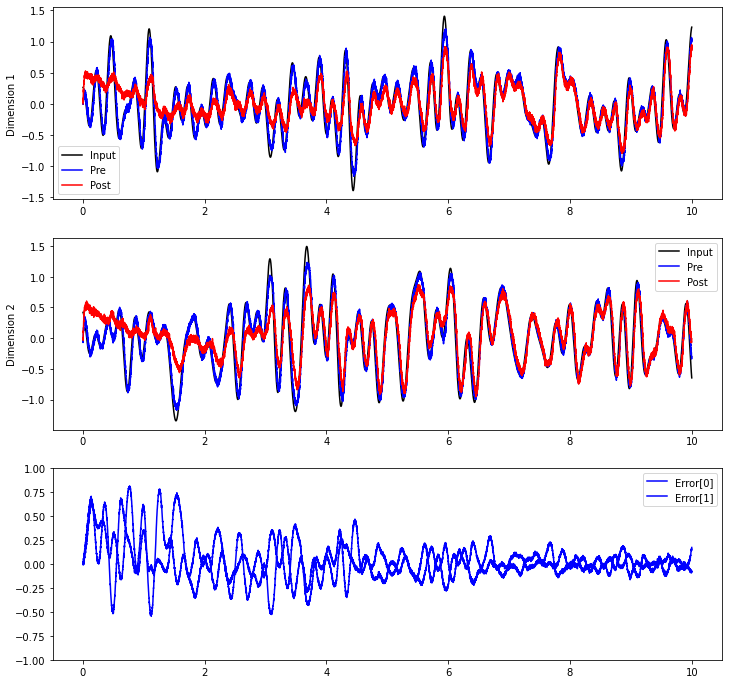 1.5
1.0
0.5
0.0
−0.5
−1.0
−1.5
Dimension 1
Input
Pre
Post
0 2 4 6 8 10
1.5
1.0
0.5
0.0
−0.5
−1.0
Dimension 2
Input
Pre
Post
0 2 4 6 8 10
1.00
0.75
0.50
0.25
0.00
−0.25
−0.50
−0.75
−1.00
Error[0]
Error[1]
0 2 4 6 8 10